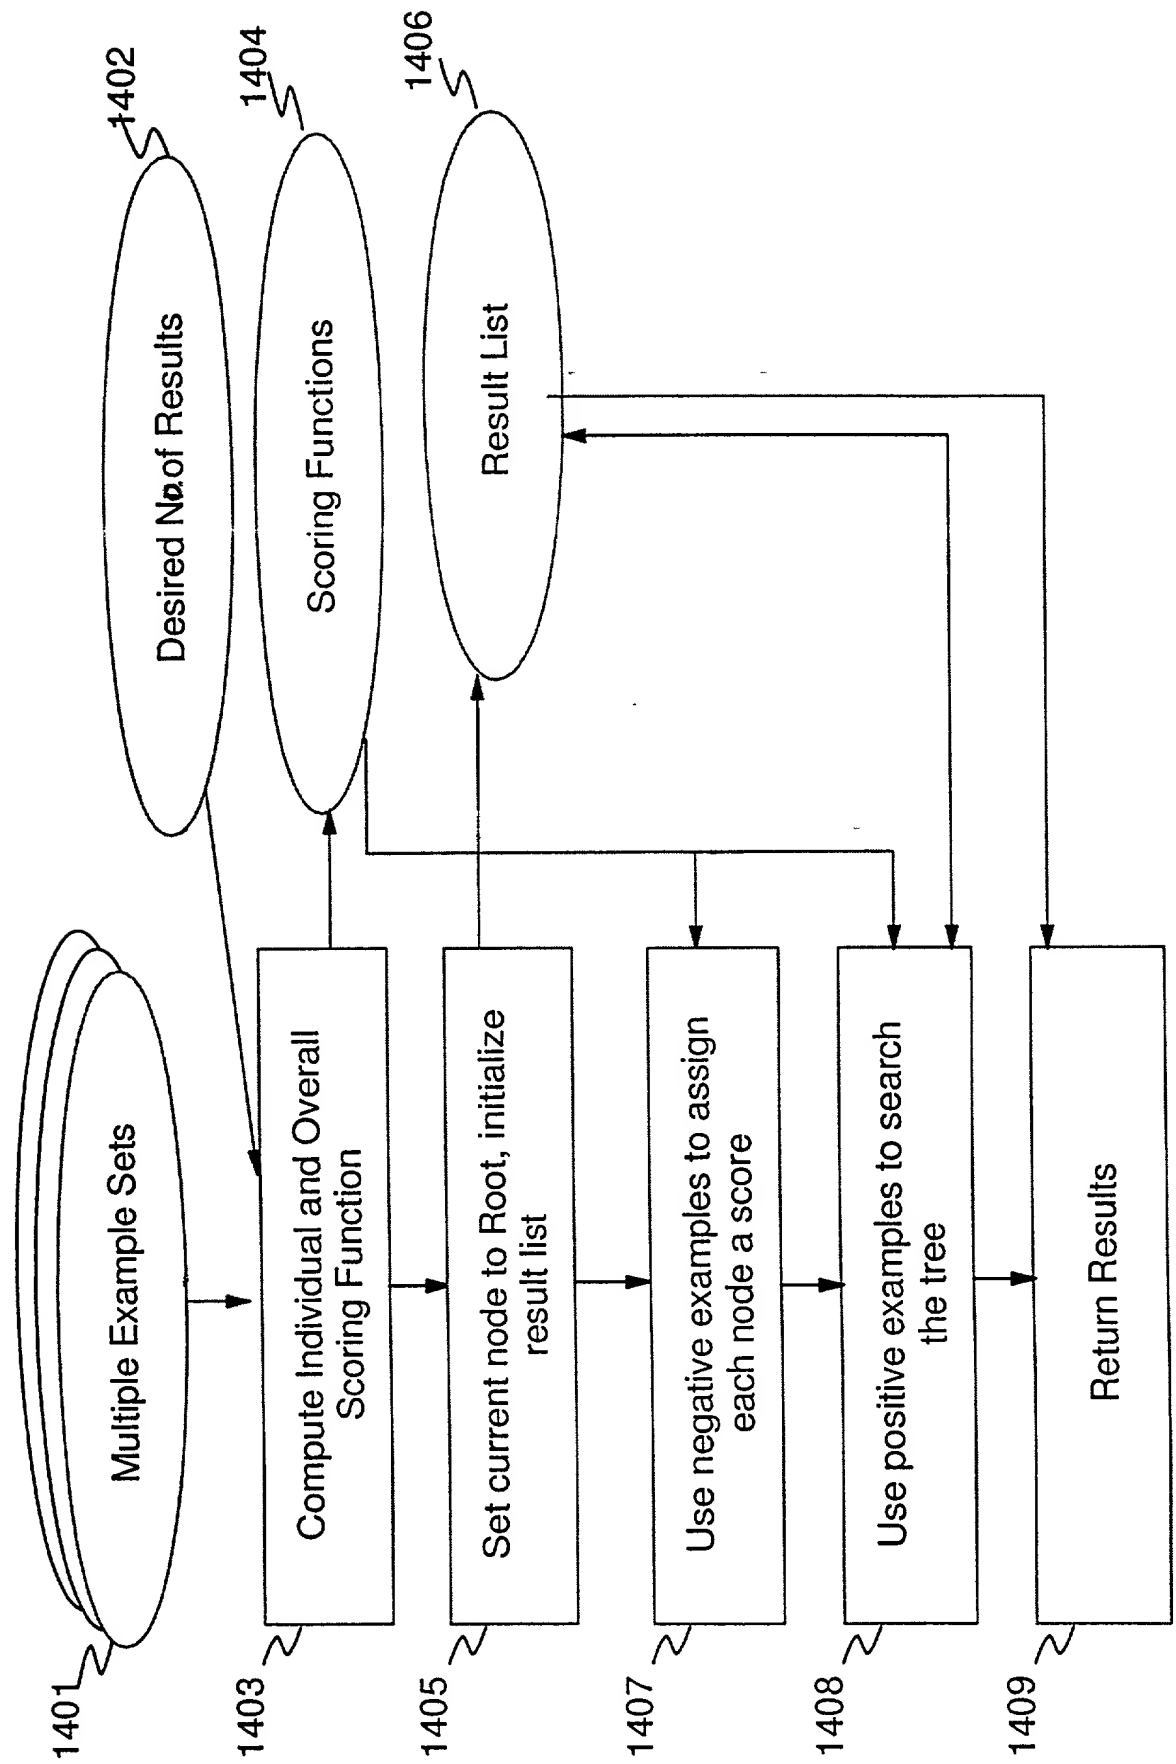 1401
Multiple Example Sets
1402
Desired No. of Results
1403
Compute Individual and Overall
Scoring Function
1404
Scoring Functions
1405
Set current node to Root, initialize
result list
1406
Result List
1407
Use negative examples to assign
each node a score
1408
Use positive examples to search
the tree
1409
Return Results